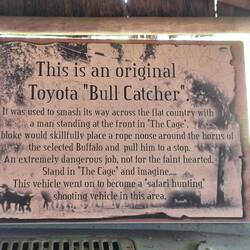 This is an original
Toyota "Bull Catcher".
It was used to smash its way across the flat country with
a man standing at the front in "The Cage".
bloke would skillfully place a rope noose around the horns of
the selected Buffalo and pull him to a stop.
An extremely dangerous job, not for the faint hearted.
Stand in "The Cage" and imagine.....
This vehicle went on to become a "safari hunting"
shooting vehicle in this area.